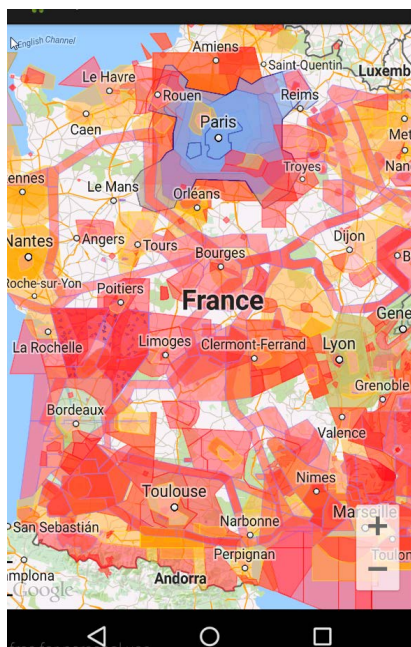 English Channel
Amiens
Saint-Quentin
Luxemb
Le Havre
Rouen
Reims
Caen
Paris
Met
Nan
Troyes
ennes
Le Mans
Orléans
Nantes
Angers
Tours
Dijon
B
Bourges
Roche-sur-Yon
Poitiers
France
Gene
La Rochelle
Limoges
Clermont-Ferrand
Lyon
Grenoble
Bordeaux
Valence
Nimes
Toulouse
Marseille
+
San Sebastián
Narbonne
Toulon
Perpignan
−
mplona
Andorra
Google